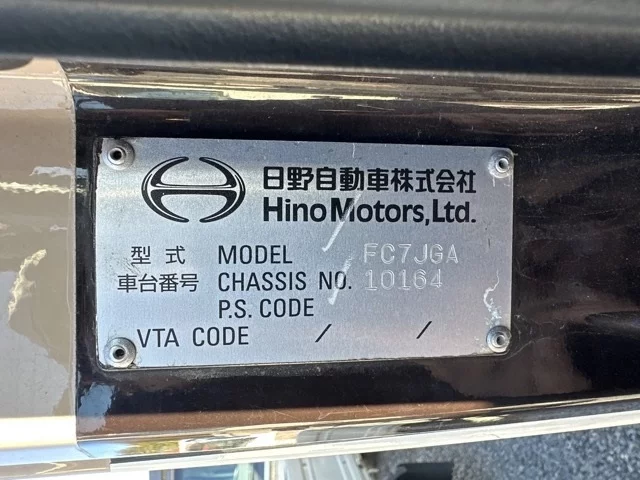 日野自動車株式会社
Hino Motors, Ltd.
型式 MODEL FC7JGA
車台番号 CHASSIS NO. 10164
P.S. CODE
VTA CODE / /